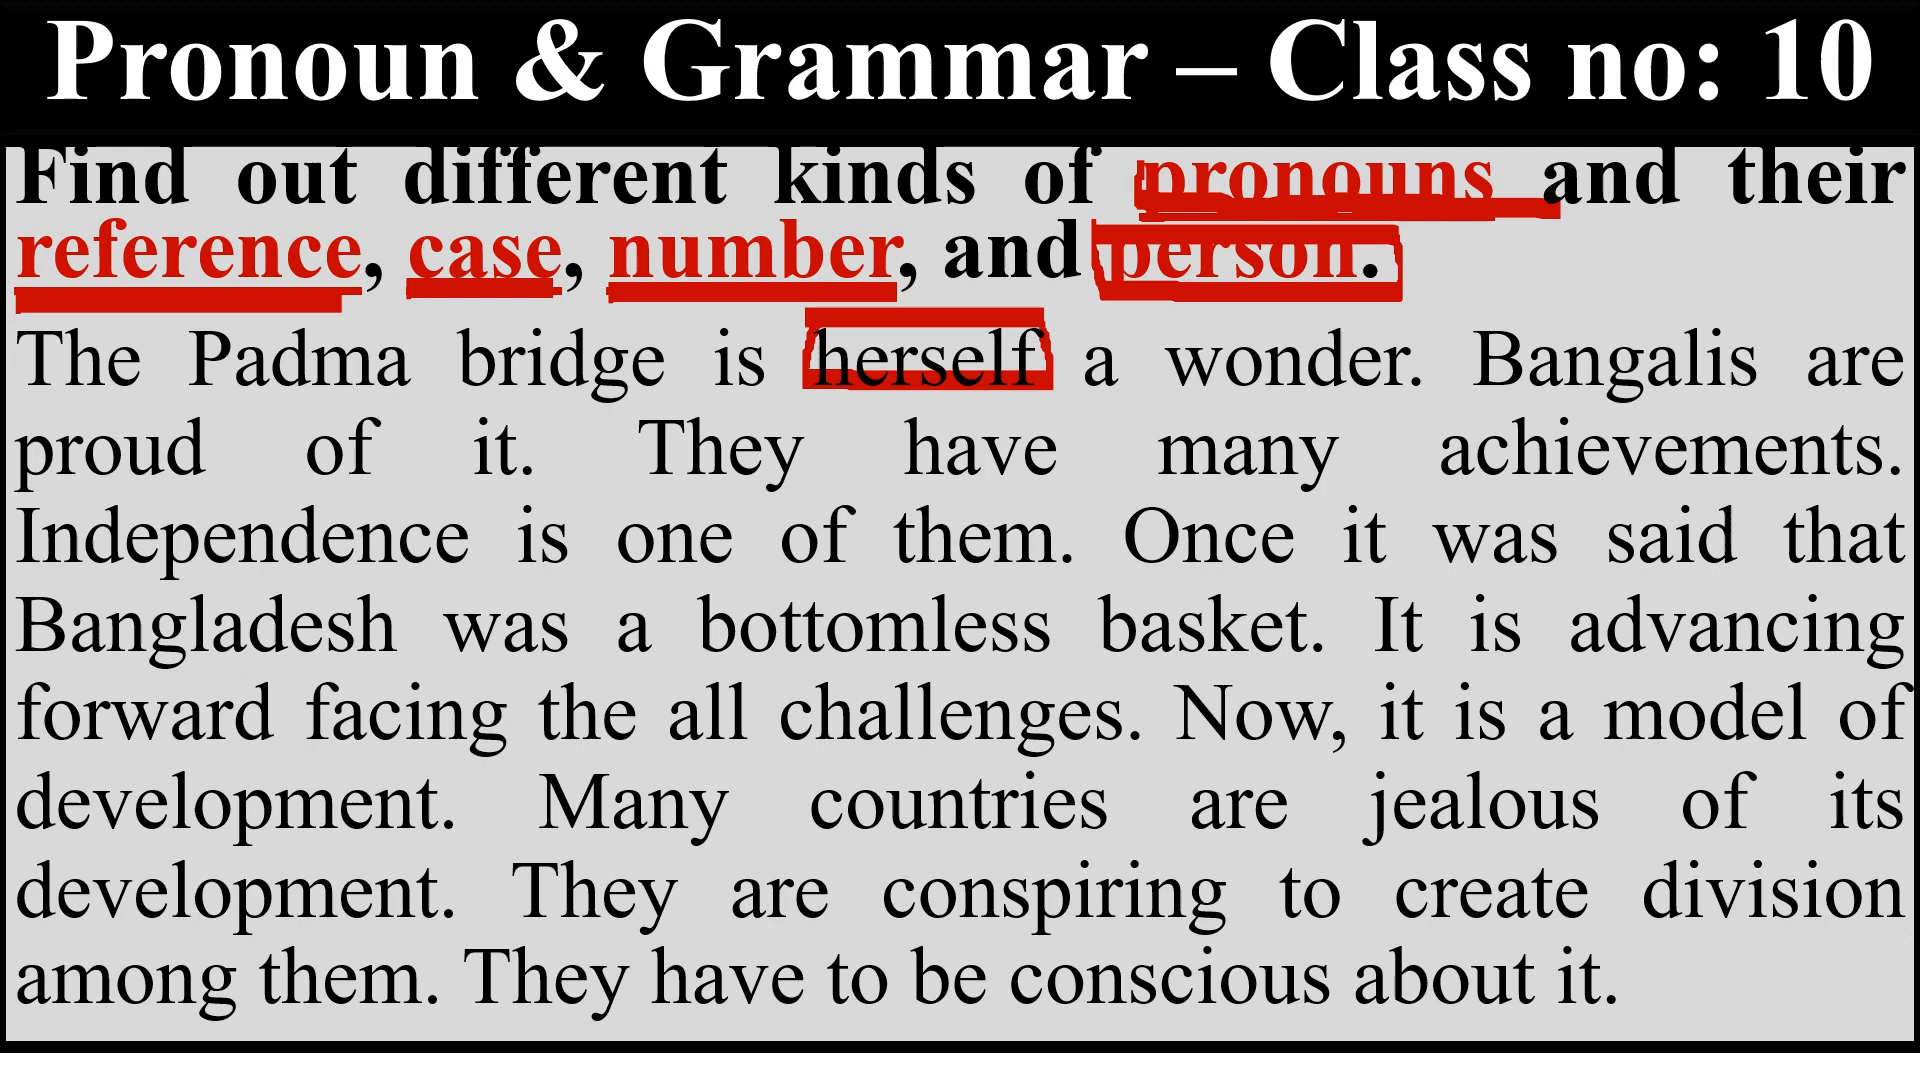 Pronoun & Grammar – Class no: 10
Find out different kinds of pronouns and their
reference, case, number, and person.
The Padma bridge is herself a wonder. Bangalis are
proud of it. They have many achievements.
Independence is one of them. Once it was said that
Bangladesh was a bottomless basket. It is advancing
forward facing the all challenges. Now, it is a model of
development. Many countries are jealous of its
development. They are conspiring to create division
among them. They have to be conscious about it.